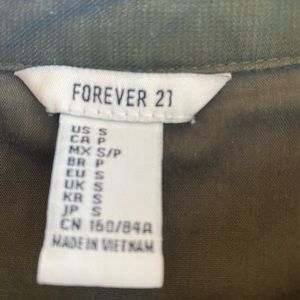 FOREVER 21
US S
CA P
MX S/P
BR P
EU S
UK S
KR S
JP S
CN 160/84A
MADE IN VIETNAM